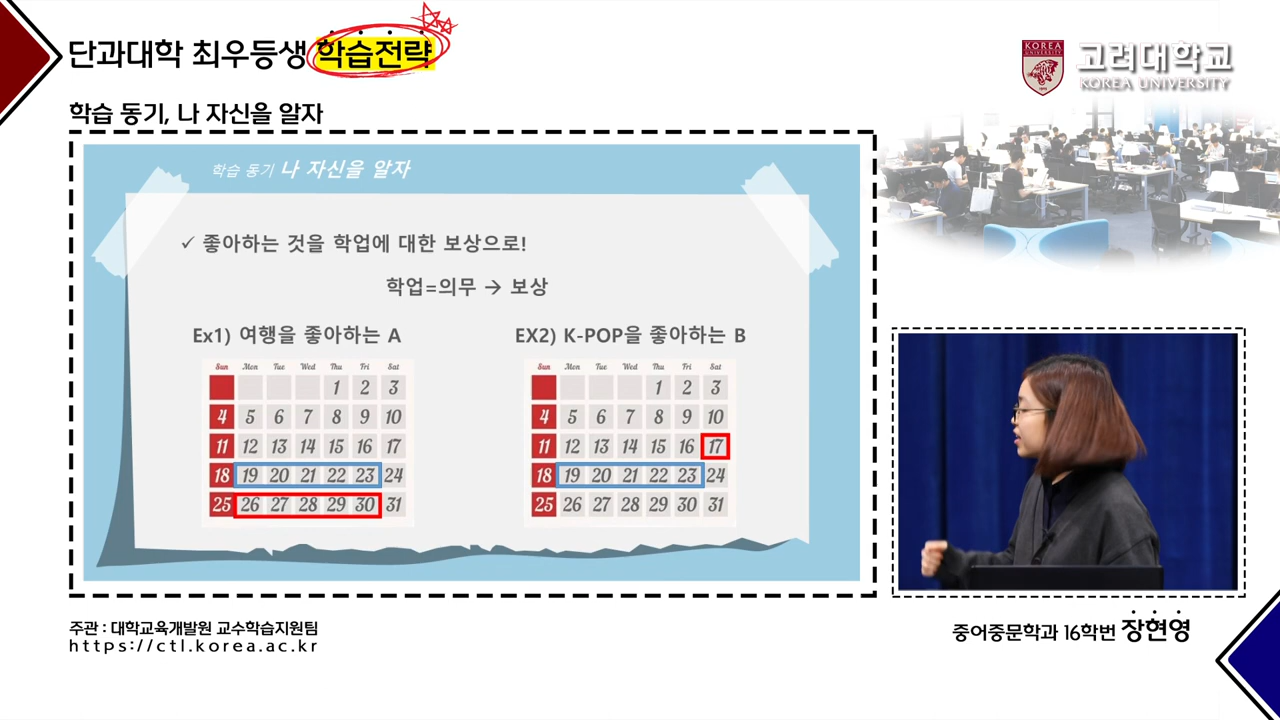 단과대학 최우등생 학습전략
KOREA
UNIVERSITY
1905
고려대학교
KOREA UNIVERSITY
학습 동기, 나 자신을 알자
학습 동기 나 자신을 알자
✓ 좋아하는 것을 학업에 대한 보상으로!
학업=의무 → 보상
Ex1) 여행을 좋아하는 A
Sun Mon Tue Wed Thu Fri Sat
1 2 3
4 5 6 7 8 9 10
11 12 13 14 15 16 17
18 19 20 21 22 23 24
25 26 27 28 29 30 31
EX2) K-POP을 좋아하는 B
Sun Mon Tue Wed Thu Fri Sat
1 2 3
4 5 6 7 8 9 10
11 12 13 14 15 16 17
18 19 20 21 22 23 24
25 26 27 28 29 30 31
주관 : 대학교육개발원 교수학습지원팀
https://ctl.korea.ac.kr
중어중문학과 16학번 장현영